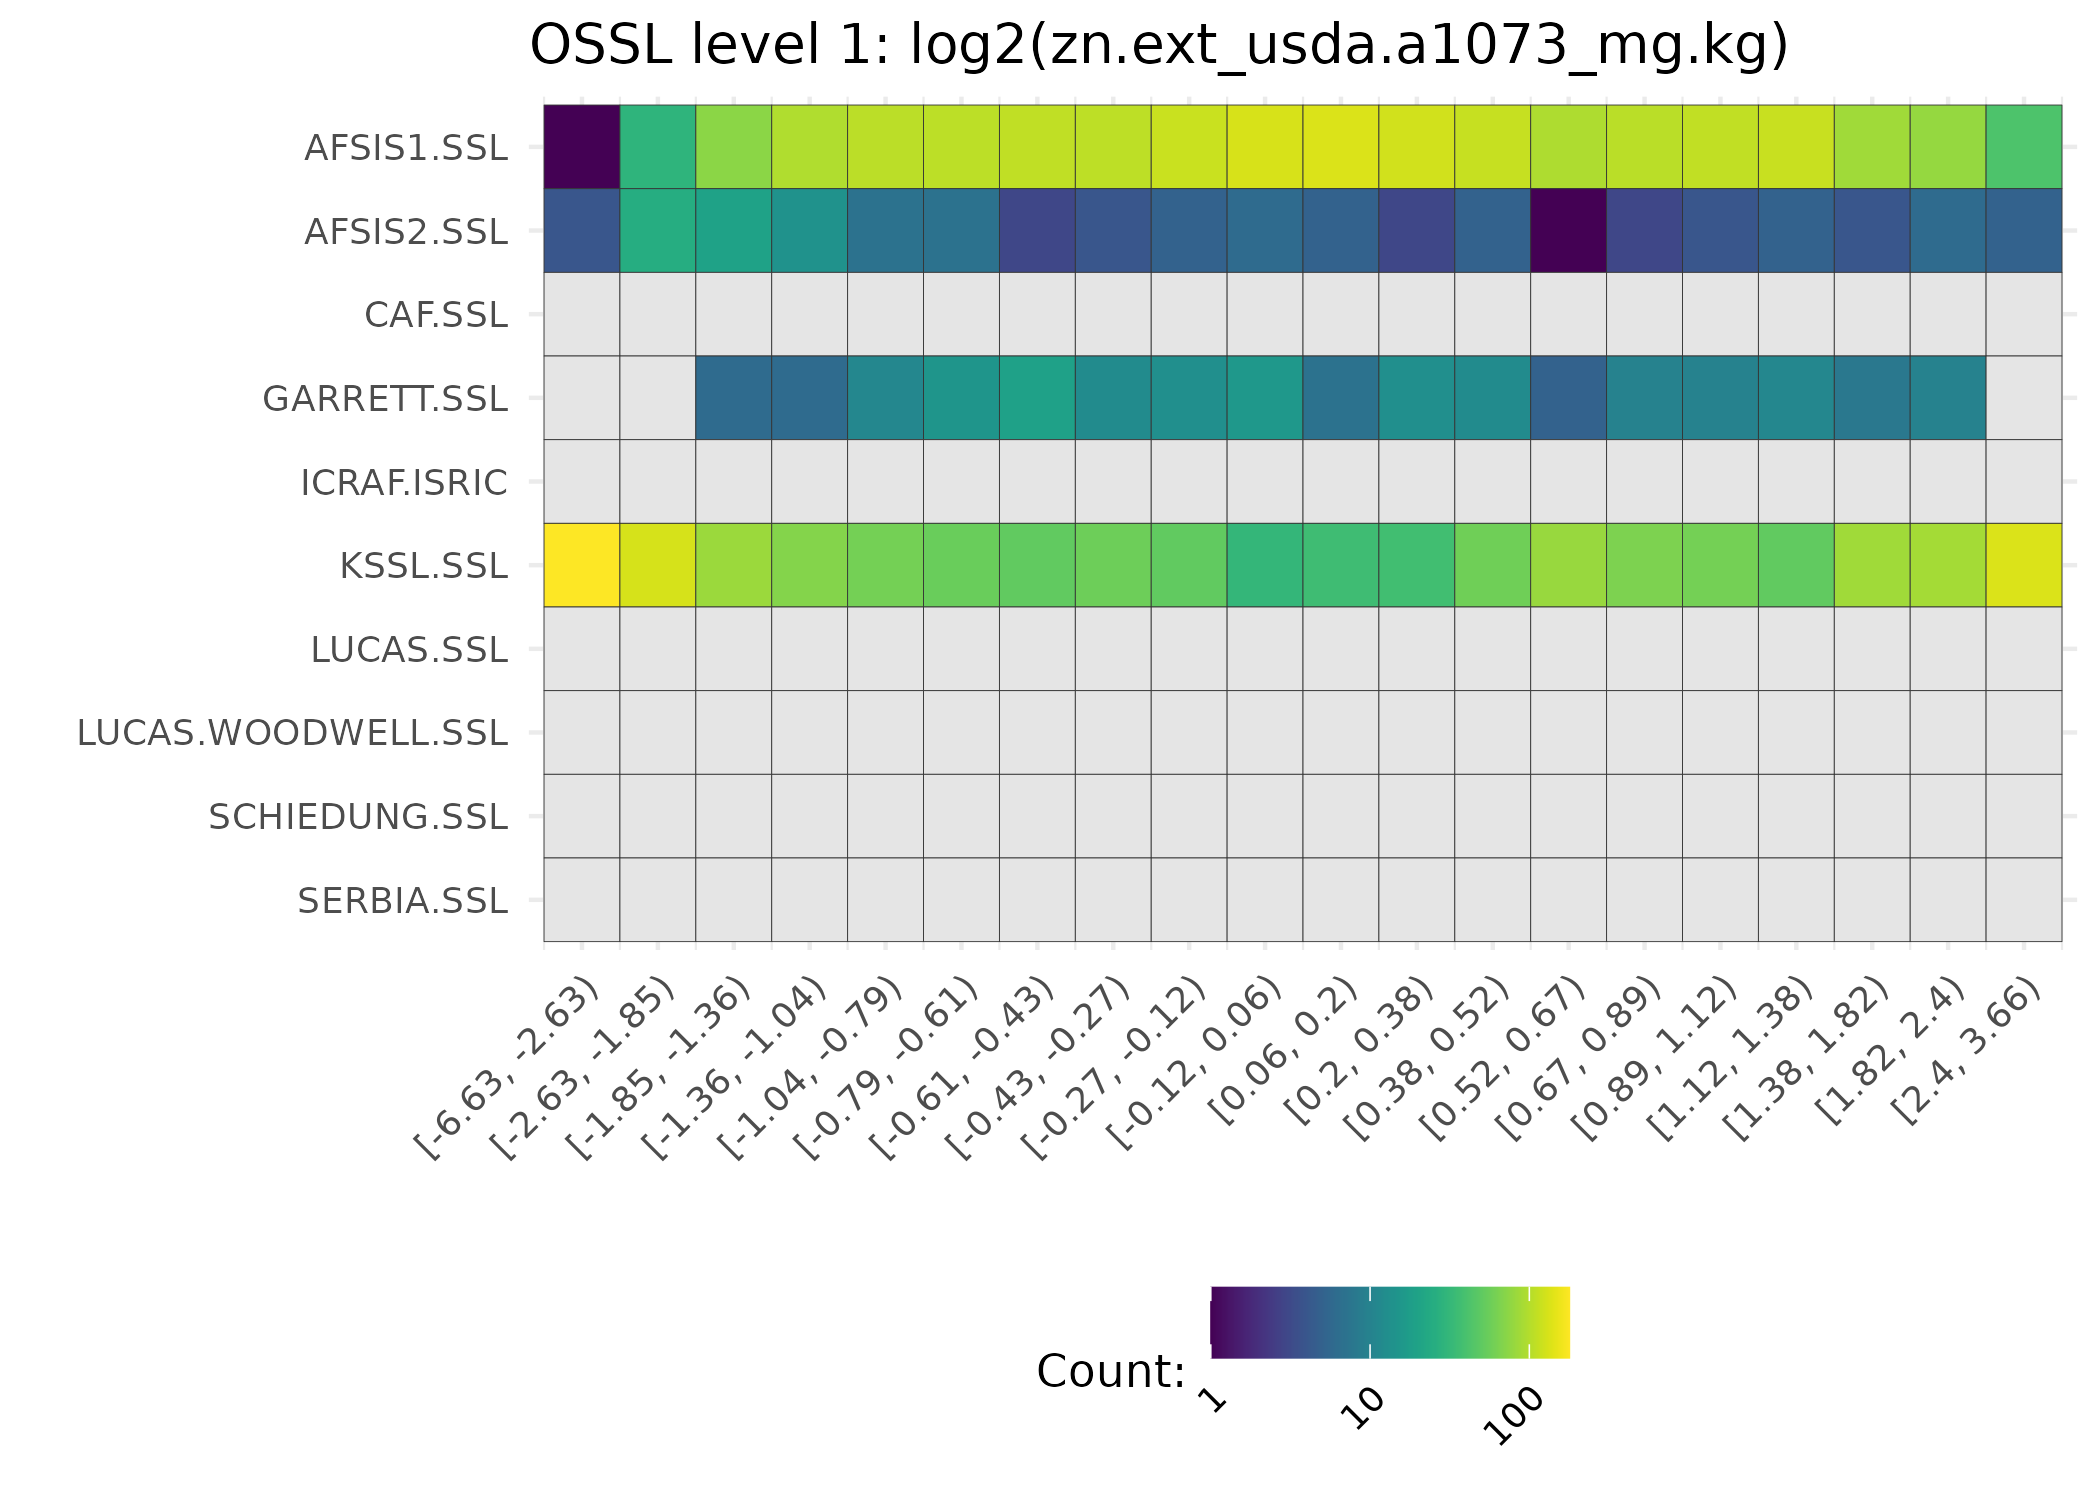 OSSL level 1: log2(zn.ext_usda.a1073_mg.kg)
AFSIS1.SSL
AFSIS2.SSL
CAF.SSL
GARRETT.SSL
ICRAF.ISRIC
KSSL.SSL
LUCAS.SSL
LUCAS.WOODWELL.SSL
SCHIEDUNG.SSL
SERBIA.SSL
[-6.63, -2.63)
[-2.63, -1.85)
[-1.85, -1.36)
[-1.36, -1.04)
[-1.04, -0.79)
[-0.79, -0.61)
[-0.61, -0.43)
[-0.43, -0.27)
[-0.27, -0.12)
[-0.12, 0.06)
[0.06, 0.2)
[0.2, 0.38)
[0.38, 0.52)
[0.52, 0.67)
[0.67, 0.89)
[0.89, 1.12)
[1.12, 1.38)
[1.38, 1.82)
[1.82, 2.4)
[2.4, 3.66)
Count:
1
10
100